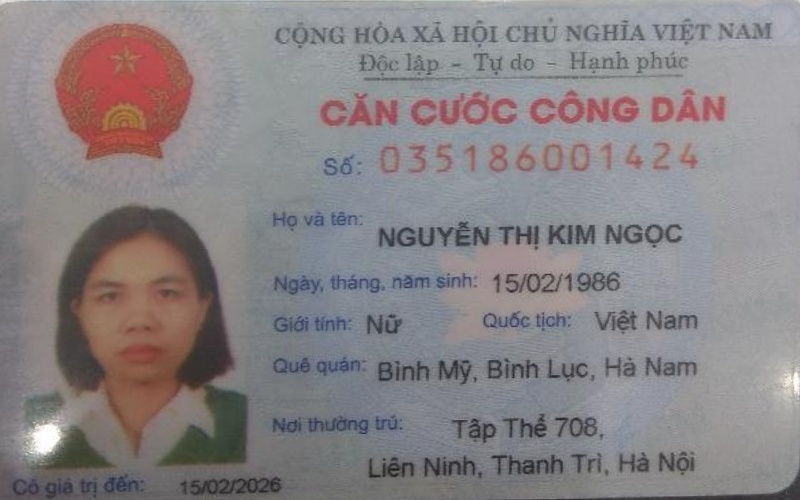 CỘNG HÒA XÃ HỘI CHỦ NGHĨA VIỆT NAM
Độc lập - Tự do - Hạnh phúc
CĂN CƯỚC CÔNG DÂN
Số: 035186001424
Họ và tên: NGUYỄN THỊ KIM NGỌC
Ngày, tháng, năm sinh: 15/02/1986
Giới tính: Nữ Quốc tịch: Việt Nam
Quê quán: Bình Mỹ, Bình Lục, Hà Nam
Nơi thường trú: Tập Thể 708,
Liên Ninh, Thanh Trì, Hà Nội
Có giá trị đến: 15/02/2026